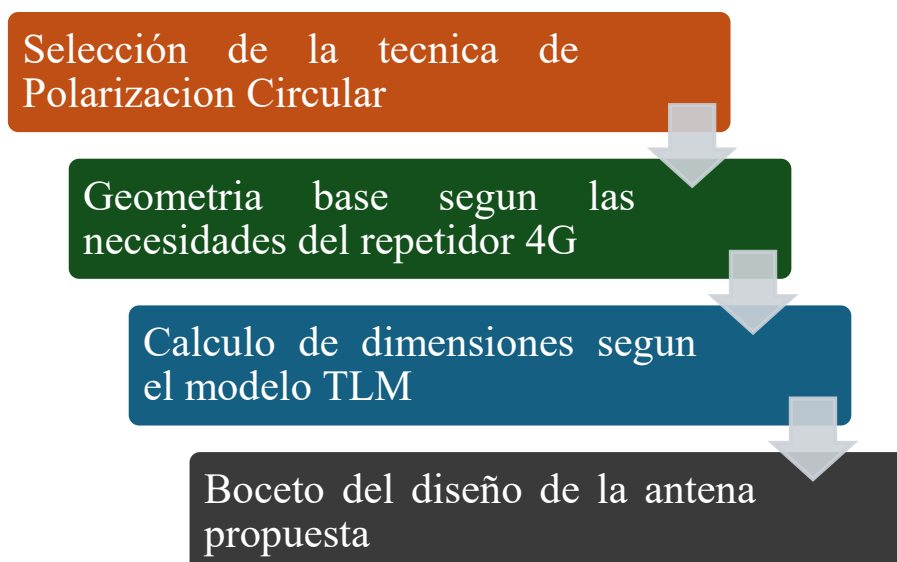 Selección de la tecnica de
Polarizacion Circular
Geometria base segun las
necesidades del repetidor 4G
Calculo de dimensiones segun
el modelo TLM
Boceto del diseño de la antena
propuesta